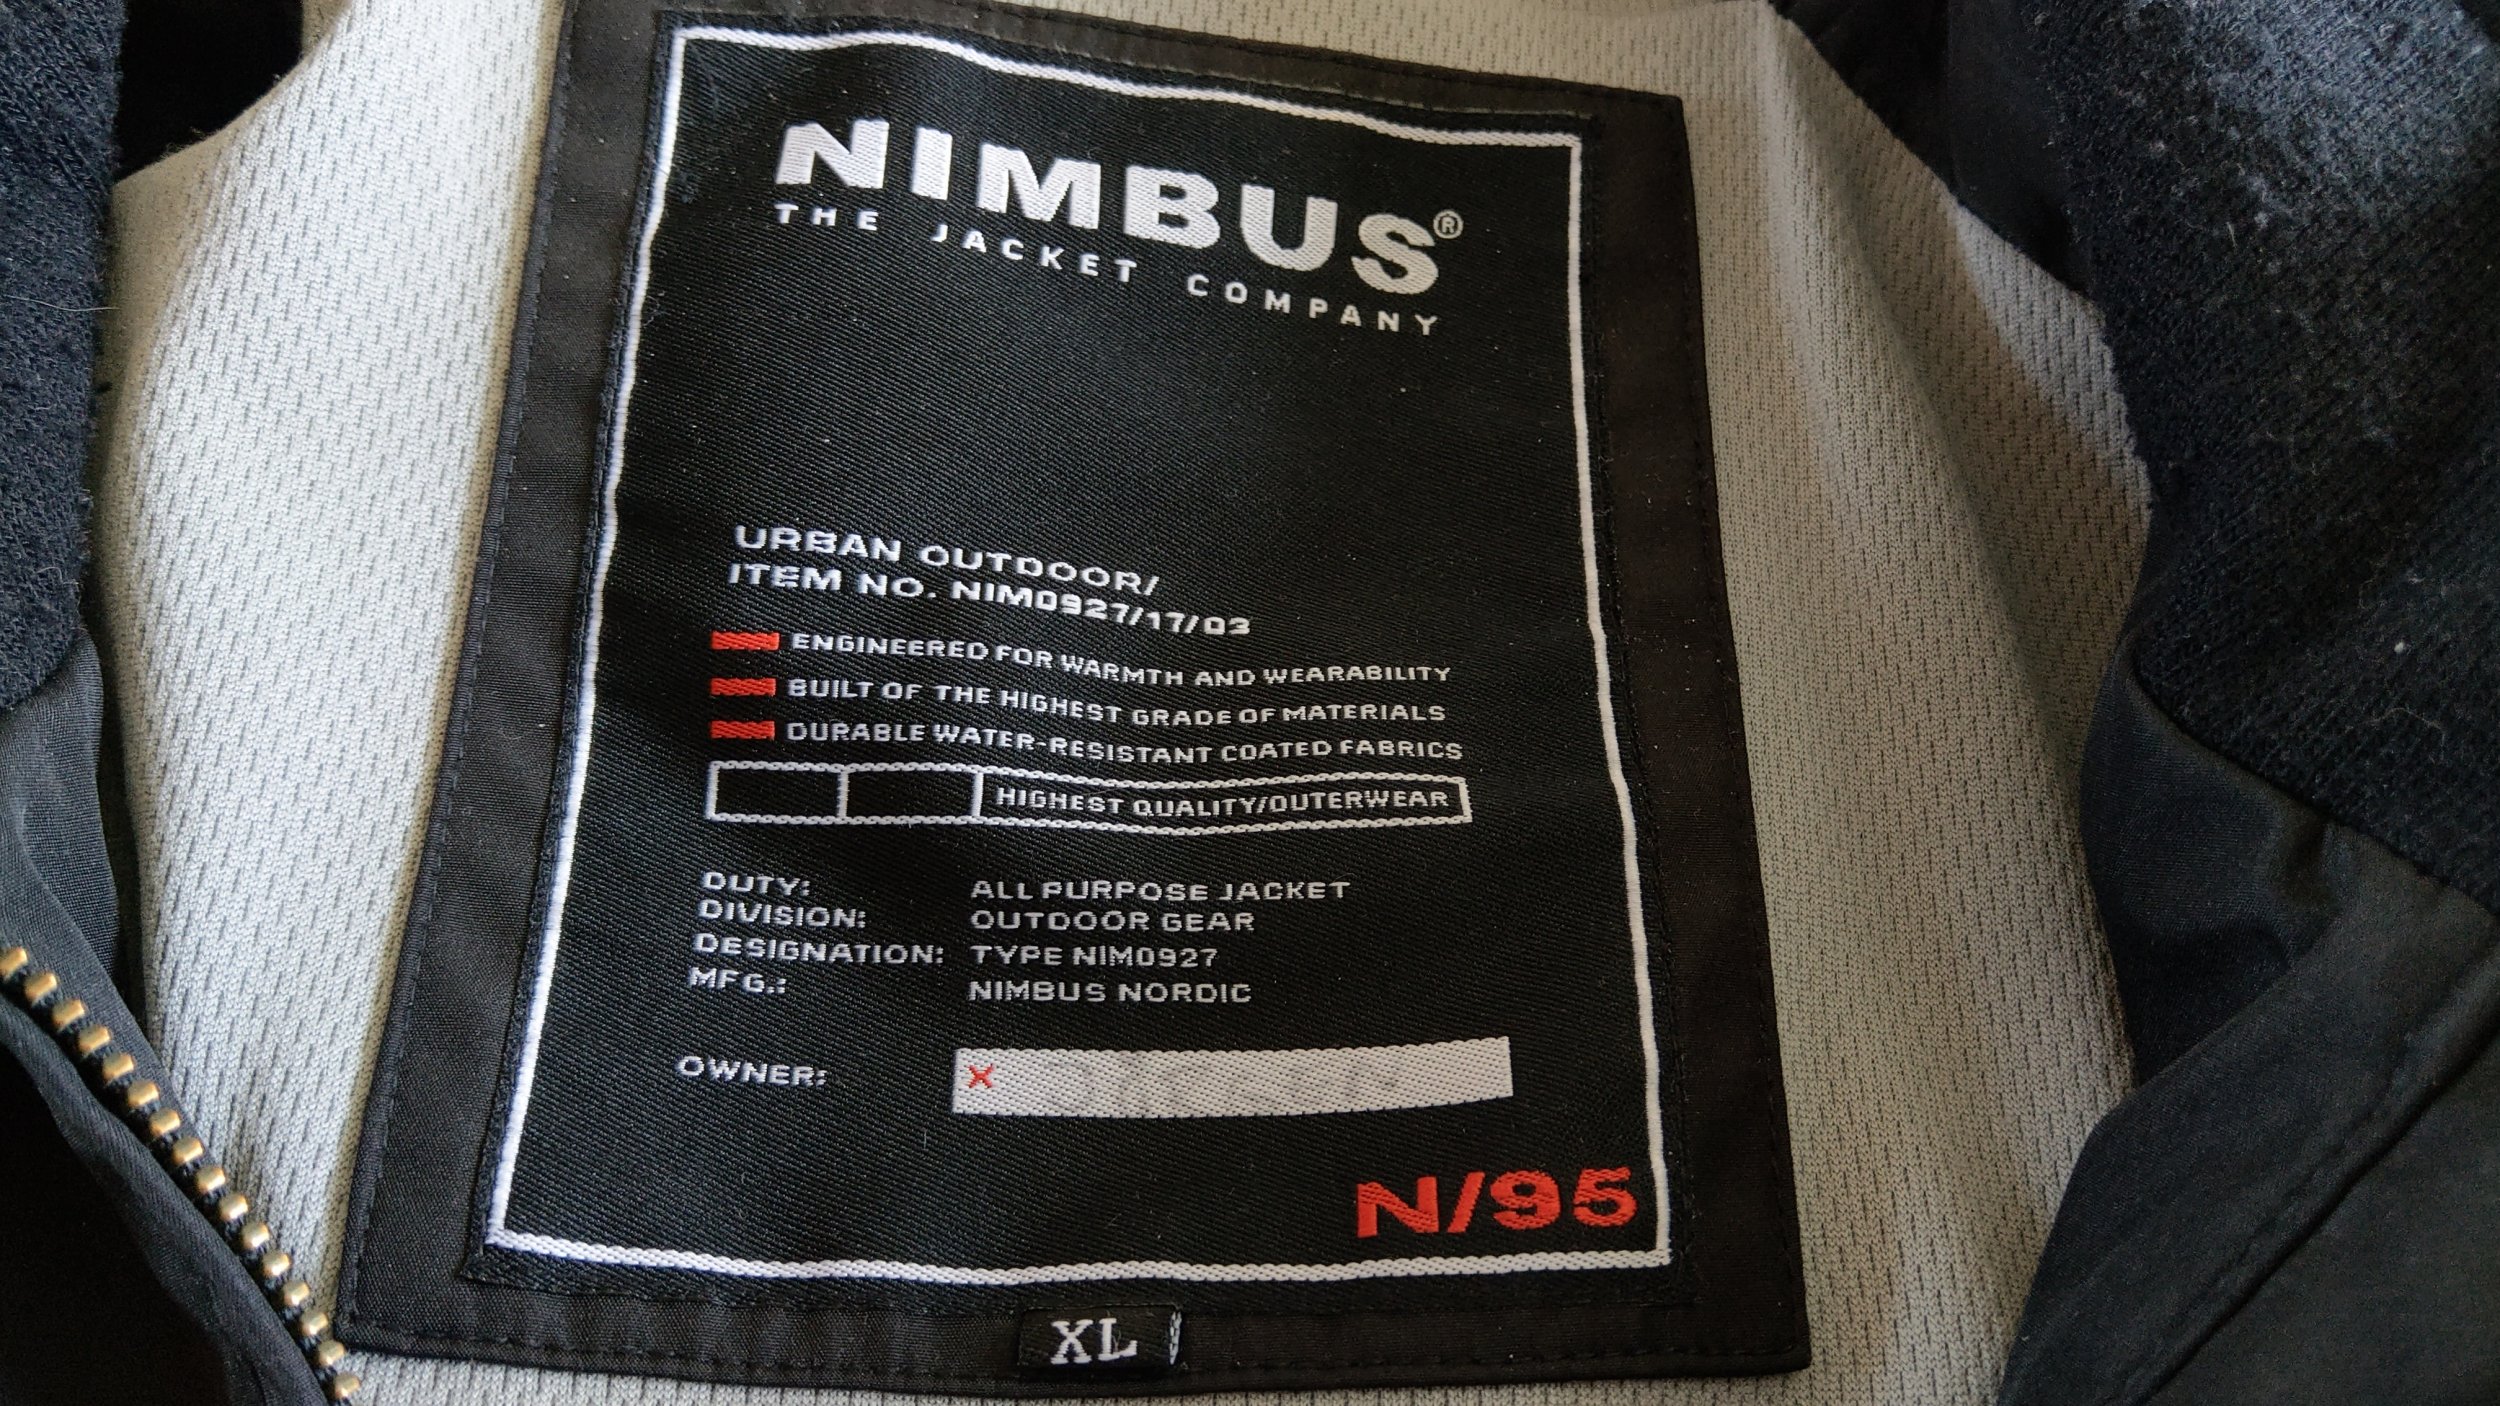 NIMBUS®
THE JACKET COMPANY
URBAN OUTDOOR/
ITEM NO. NIM0927/17/03
ENGINEERED FOR WARMTH AND WEARABILITY
BUILT OF THE HIGHEST GRADE OF MATERIALS
DURABLE WATER-RESISTANT COATED FABRICS
HIGHEST QUALITY/OUTERWEAR
DUTY: ALL PURPOSE JACKET
DIVISION: OUTDOOR GEAR
DESIGNATION: TYPE NIM0927
MFG.: NIMBUS NORDIC
OWNER: X
N/95
XL